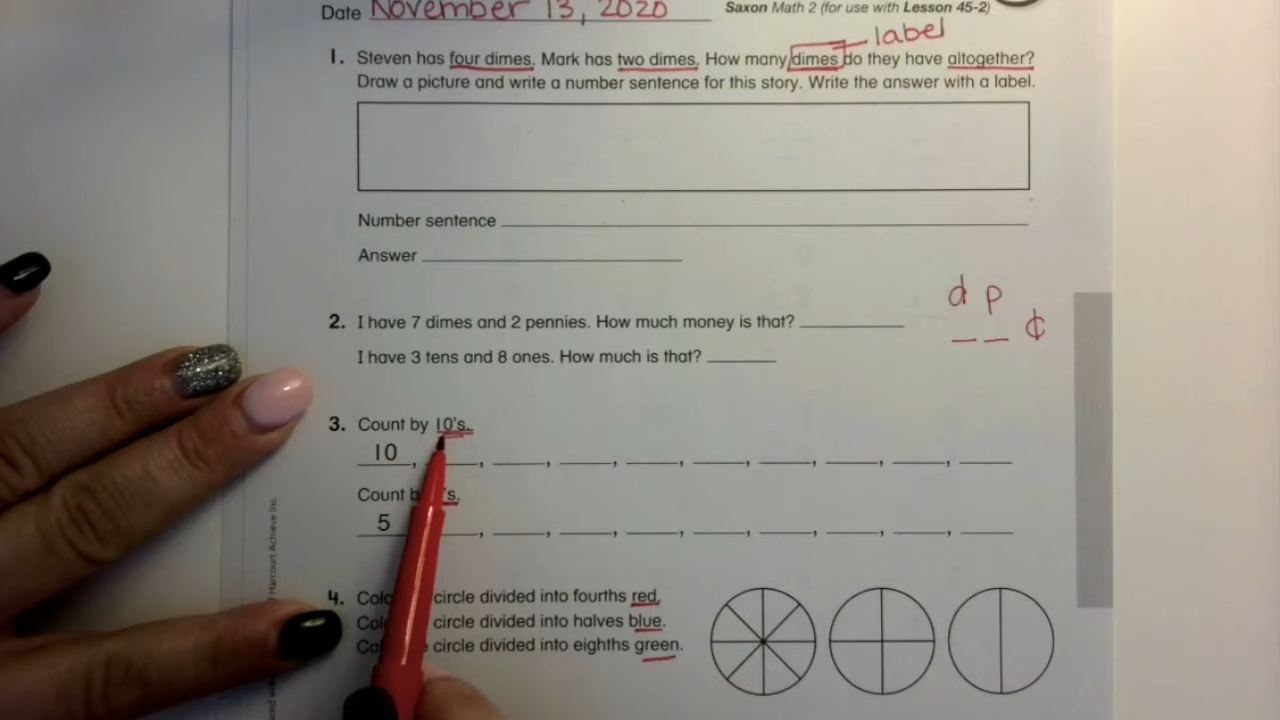 Date November 13, 2020 Saxon Math 2 (for use with Lesson 45-2)
label
1. Steven has four dimes. Mark has two dimes. How many dimes do they have altogether?
Draw a picture and write a number sentence for this story. Write the answer with a label.
Number sentence
Answer
d p
2. I have 7 dimes and 2 pennies. How much money is that? _ _ ¢
I have 3 tens and 8 ones. How much is that?
3. Count by 10's.
10, , , , , , , , ,
Count 's.
5 , , , , , , , ,
4. circle divided into fourths red.
circle divided into halves blue.
circle divided into eighths green.
Harcourt Achieve Inc.